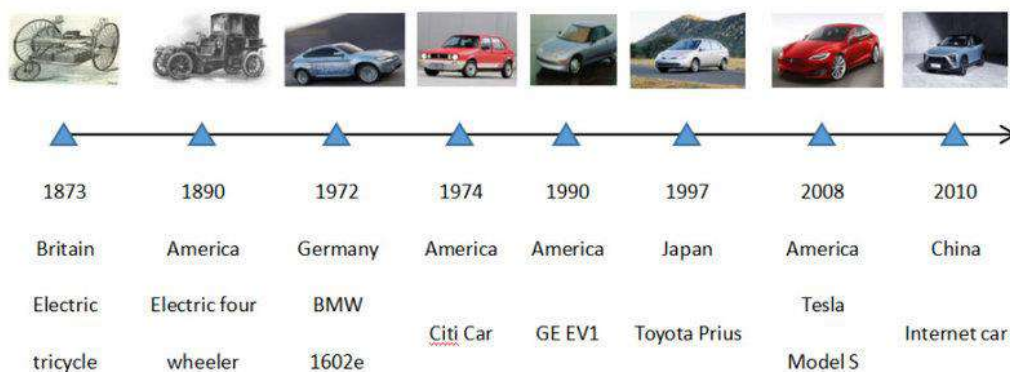 1873
Britain
Electric
tricycle
1890
America
Electric four
wheeler
1972
Germany
BMW
1602e
1974
America
Citi Car
1990
America
GE EV1
1997
Japan
Toyota Prius
2008
America
Tesla
Model S
2010
China
Internet car